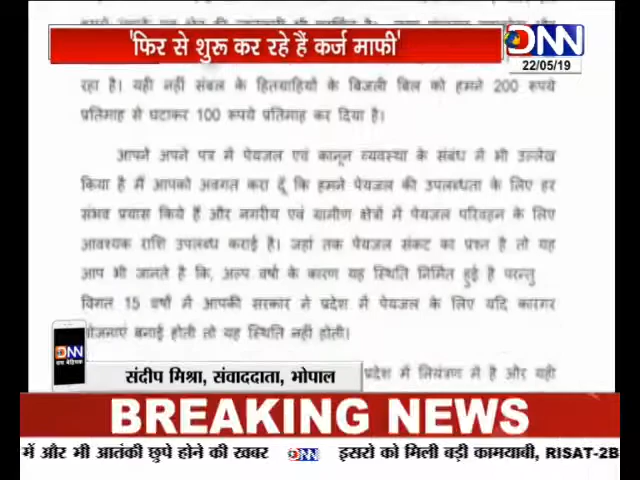 'फिर से शुरू कर रहे हैं कर्ज माफी'
DNN
22/05/19
रहा है। यही नहीं संबल के हितग्राहियों के बिजली बिल को हमने 200 रूपये
प्रतिमाह से घटाकर 100 रूपये प्रतिमाह कर दिया है।
आपने अपने पत्र में पेयजल एवं कानून व्यवस्था के संबंध में भी उल्लेख
किया है मैं आपको अवगत करा दूँ कि हमने पेयजल की उपलब्धता के लिए हर
संभव प्रयास किये हैं और नगरीय एवं ग्रामीण क्षेत्रों में पेयजल परिवहन के लिए
आवश्यक राशि उपलब्ध कराई है। जहां तक पेयजल संकट का प्रश्न है तो यह
आप भी जानते है कि, अल्प वर्षा के कारण यह स्थिति निर्मित हुई है परन्तु
विगत 15 वर्षों में आपकी सरकार ने प्रदेश में पेयजल के लिए यदि कारगर
योजनाएं बनाई होती तो यह स्थिति नहीं होती।
प्रदेश में नियंत्रण में है और यही
DNN
संदीप मिश्रा, संवाददाता, भोपाल
BREAKING NEWS
में और भी आतंकी छुपे होने की खबर DNN इसरो को मिली बड़ी कामयाबी, RISAT-2B